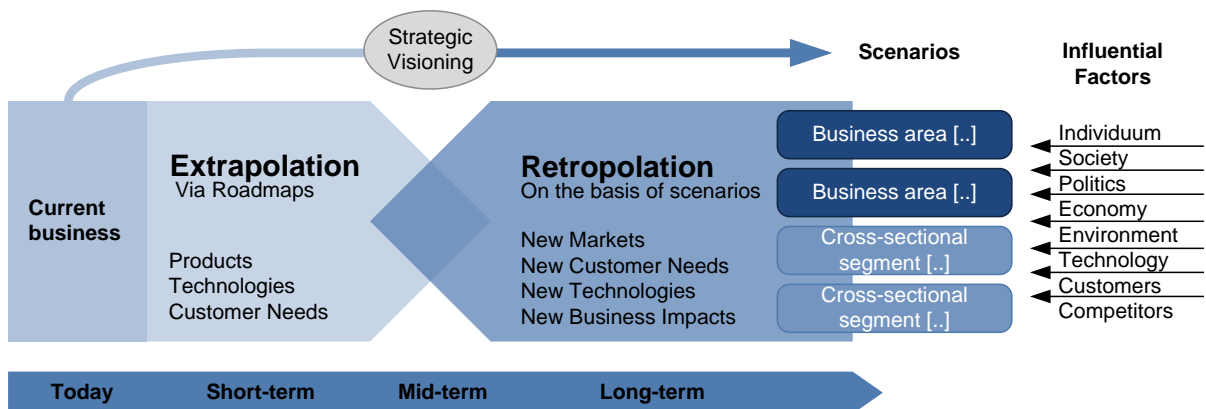 Strategic
Visioning
Scenarios
Influential
Factors
Current
business
Extrapolation
Via Roadmaps
Products
Technologies
Customer Needs
Retropolation
On the basis of scenarios
New Markets
New Customer Needs
New Technologies
New Business Impacts
Business area [..]
Business area [..]
Cross-sectional
segment [..]
Cross-sectional
segment [..]
Individuum
Society
Politics
Economy
Environment
Technology
Customers
Competitors
Today
Short-term
Mid-term
Long-term